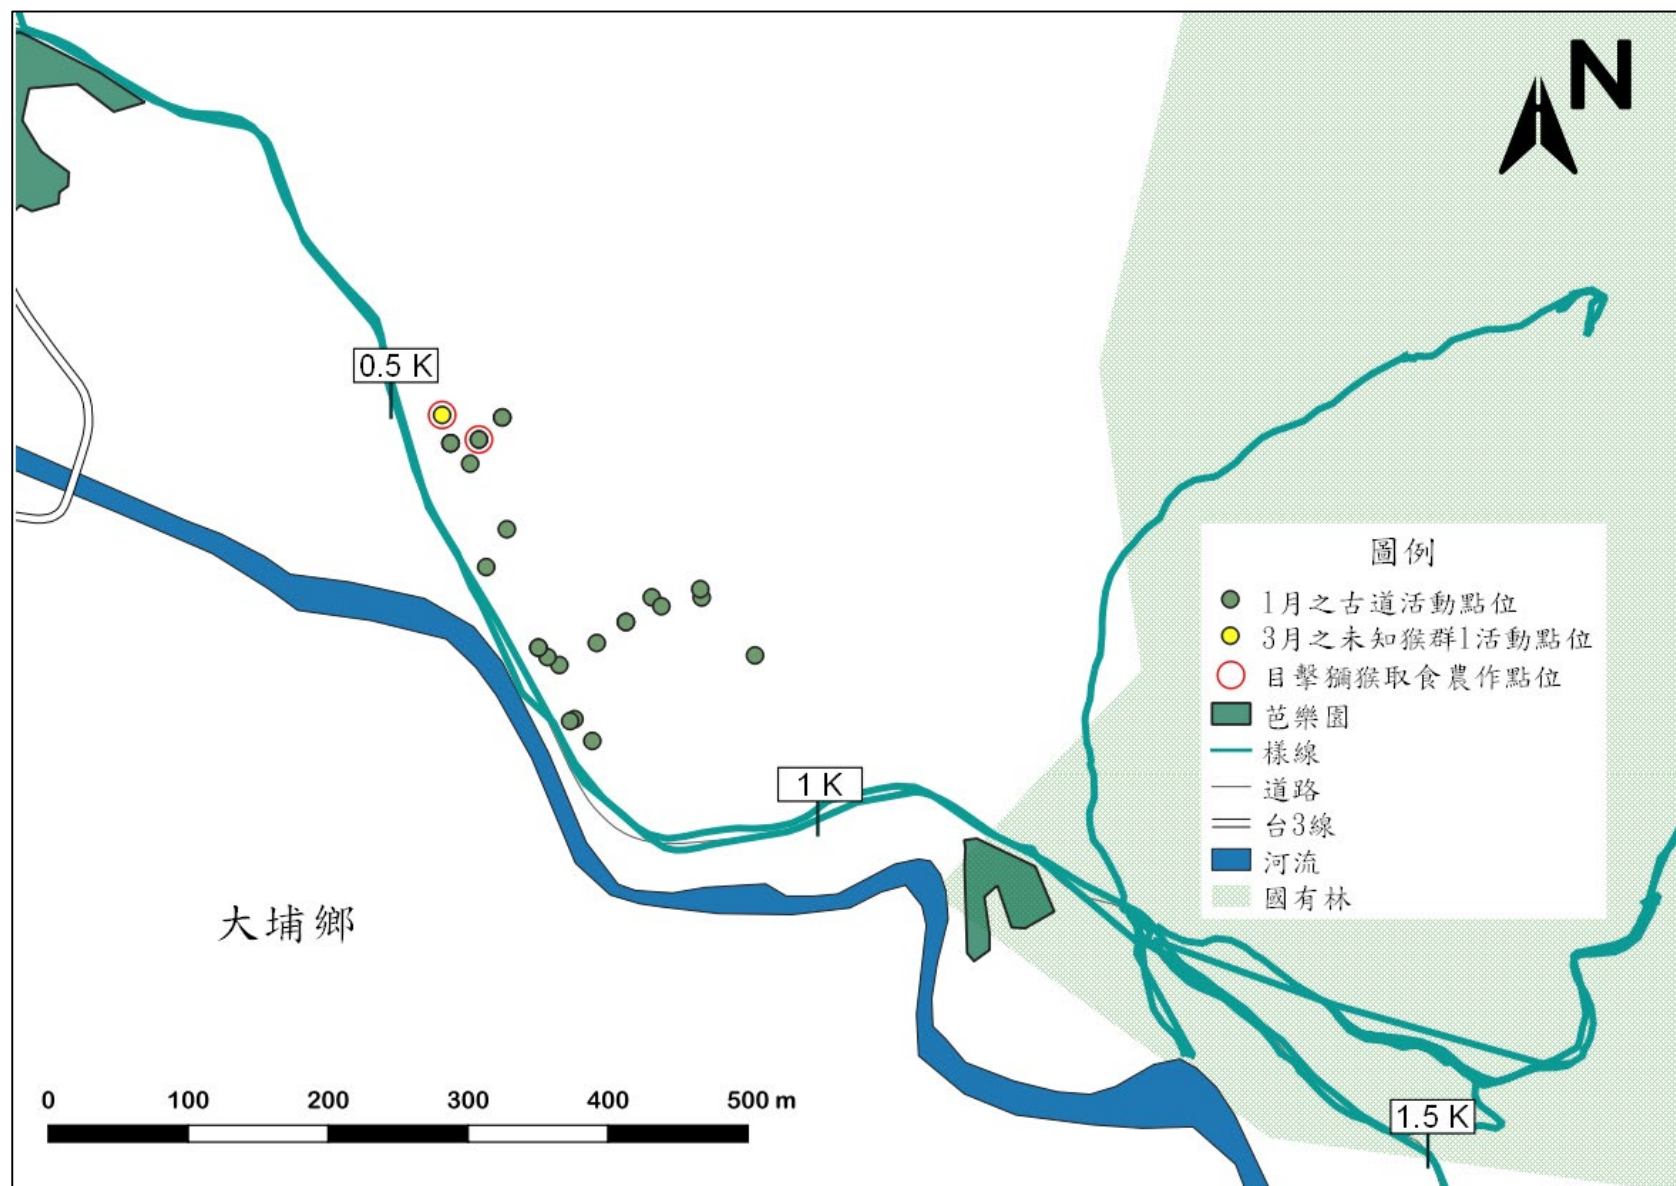 N
0.5 K
圖例
1月之古道活動點位
3月之未知猴群1活動點位
目擊獼猴取食農作點位
芭樂園
樣線
道路
台3線
河流
國有林
1 K
大埔鄉
0 100 200 300 400 500 m
1.5 K